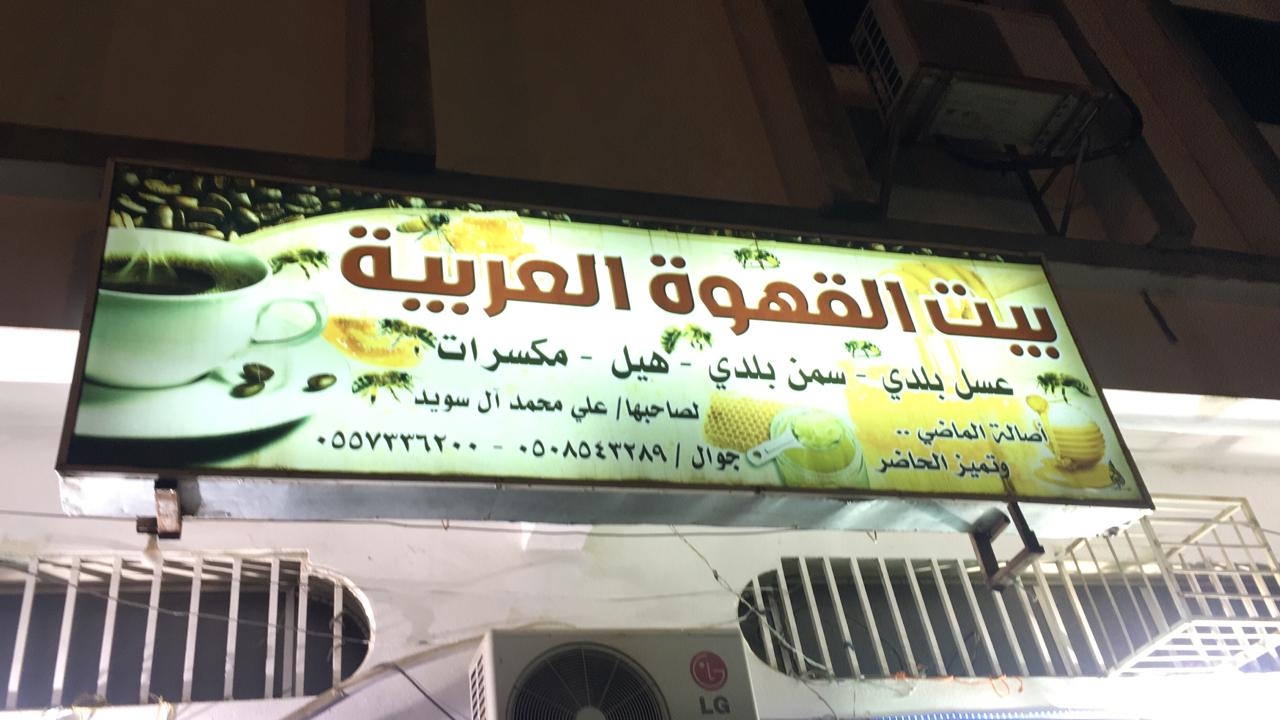 بيت القهوة العربية
عسل بلدي - سمن بلدي - هيل - مكسرات
لصاحبها/ علي محمد آل سويد
أصالة الماضي ..
جوال / ٠٥٠٨٥٤٣٢٨٩ - ٠٥٥٧٣٣٦٢٠٠
وتميز الحاضر
LG